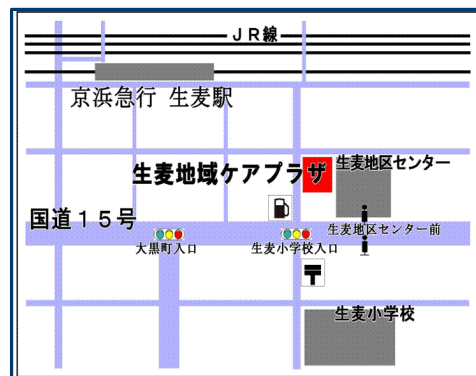 ＪＲ線
京浜急行 生麦駅
生麦地域ケアプラザ
生麦地区センター
国道１５号
生麦地区センター前
大黒町入口
生麦小学校入口
〒
生麦小学校